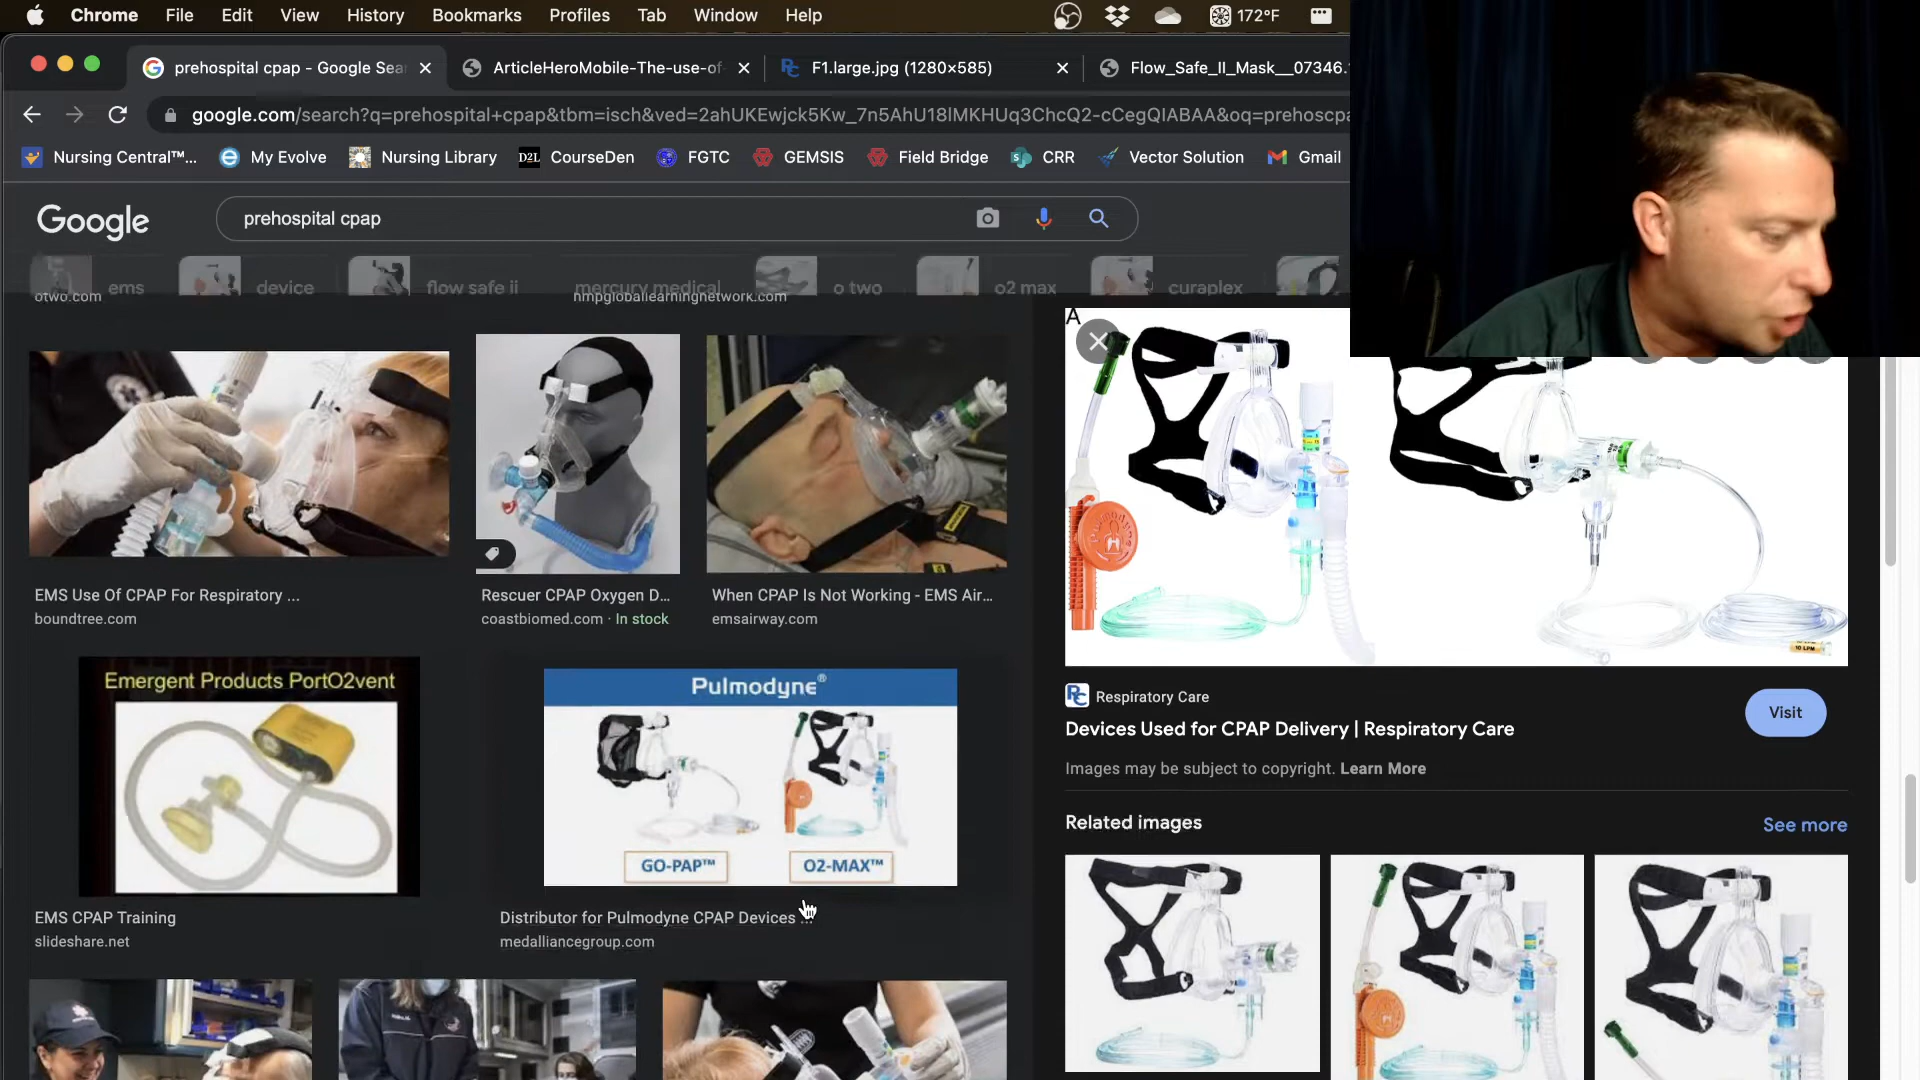 Chrome File Edit View History Bookmarks Profiles Tab Window Help 172°F
prehospital cpap - Google Sea ArticleHeroMobile-The-use-of- F1.large.jpg (1280×585) Flow_Safe_II_Mask__07346.
google.com/search?q=prehospital+cpap&tbm=isch&ved=2ahUKEwjck5Kw_7n5AhU18lMKHUq3ChcQ2-cCegQIABAA&oq=prehoscpa
Nursing Central™... My Evolve Nursing Library D2L CourseDen FGTC GEMSIS Field Bridge CRR Vector Solution Gmail
Google prehospital cpap
ems device flow safe ii mercury medical o two o2 max curaplex
otwo.com hmpgloballearningnetwork.com
A
EMS Use Of CPAP For Respiratory ...
boundtree.com
Rescuer CPAP Oxygen D...
coastbiomed.com · In stock
When CPAP Is Not Working - EMS Air...
emsairway.com
10 LPM
Respiratory Care
Devices Used for CPAP Delivery | Respiratory Care
Visit
Images may be subject to copyright. Learn More
Related images
See more
Emergent Products PortO2vent
EMS CPAP Training
slideshare.net
Pulmodyne®
GO-PAP™ O2-MAX™
Distributor for Pulmodyne CPAP Devices ...
medalliancegroup.com